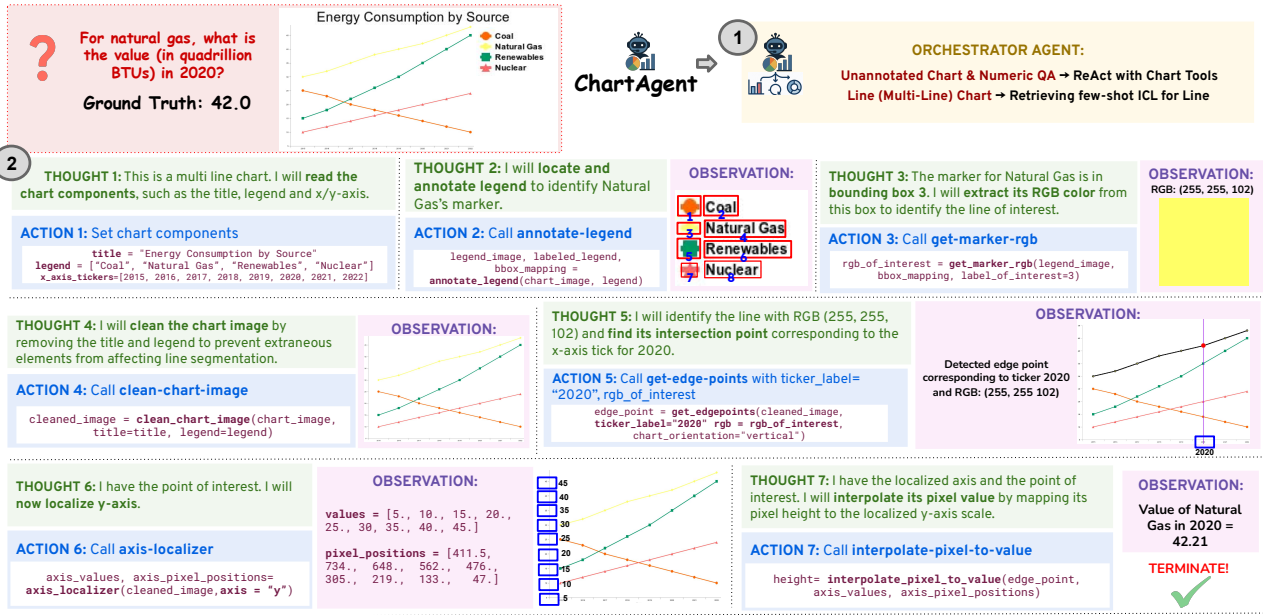 For natural gas, what is
the value (in quadrillion
BTUs) in 2020?
Ground Truth: 42.0
Energy Consumption by Source
Coal
Natural Gas
Renewables
Nuclear
ChartAgent
1
ORCHESTRATOR AGENT:
Unannotated Chart & Numeric QA → ReAct with Chart Tools
Line (Multi-Line) Chart → Retrieving few-shot ICL for Line
2
THOUGHT 1: This is a multi line chart. I will read the
chart components, such as the title, legend and x/y-axis.
ACTION 1: Set chart components
title = "Energy Consumption by Source"
legend = ["Coal", "Natural Gas", "Renewables", "Nuclear"]
x_axis_tickers=[2015, 2016, 2017, 2018, 2019, 2020, 2021, 2022]
THOUGHT 2: I will locate and
annotate legend to identify Natural
Gas's marker.
ACTION 2: Call annotate-legend
legend_image, labeled_legend,
bbox_mapping =
annotate_legend(chart_image, legend)
OBSERVATION:
Coal
1 2
Natural Gas
3 4
Renewables
5 6
Nuclear
7 8
THOUGHT 3: The marker for Natural Gas is in
bounding box 3. I will extract its RGB color from
this box to identify the line of interest.
ACTION 3: Call get-marker-rgb
rgb_of_interest = get_marker_rgb(legend_image,
bbox_mapping, label_of_interest=3)
OBSERVATION:
RGB: (255, 255, 102)
THOUGHT 4: I will clean the chart image by
removing the title and legend to prevent extraneous
elements from affecting line segmentation.
ACTION 4: Call clean-chart-image
cleaned_image = clean_chart_image(chart_image,
title=title, legend=legend)
OBSERVATION:
THOUGHT 5: I will identify the line with RGB (255, 255,
102) and find its intersection point corresponding to the
x-axis tick for 2020.
ACTION 5: Call get-edge-points with ticker_label=
"2020", rgb_of_interest
edge_point = get_edgepoints(cleaned_image,
ticker_label="2020" rgb = rgb_of_interest,
chart_orientation="vertical")
OBSERVATION:
Detected edge point
corresponding to ticker 2020
and RGB: (255, 255 102)
2020
THOUGHT 6: I have the point of interest. I will
now localize y-axis.
ACTION 6: Call axis-localizer
axis_values, axis_pixel_positions=
axis_localizer(cleaned_image,axis = "y")
OBSERVATION:
values = [5., 10., 15., 20.,
25., 30, 35., 40., 45.]
pixel_positions = [411.5,
734., 648., 562., 476.,
305., 219., 133., 47.]
45
40
35
30
25
20
15
10
5
THOUGHT 7: I have the localized axis and the point of
interest. I will interpolate its pixel value by mapping its
pixel height to the localized y-axis scale.
ACTION 7: Call interpolate-pixel-to-value
height= interpolate_pixel_to_value(edge_point,
axis_values, axis_pixel_positions)
OBSERVATION:
Value of Natural
Gas in 2020 =
42.21
TERMINATE!